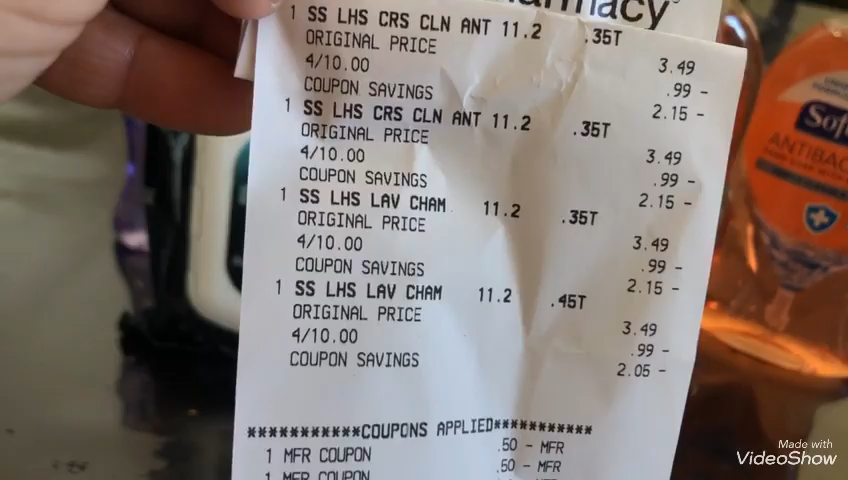 armacy
1 SS LHS CRS CLN ANT 11.2 .35T
ORIGINAL PRICE 3.49
4/10.00 .99 -
COUPON SAVINGS 2.15 -
1 SS LHS CRS CLN ANT 11.2 .35T
ORIGINAL PRICE 3.49
4/10.00 .99 -
COUPON SAVINGS 2.15 -
1 SS LHS LAV CHAM 11.2 .35T
ORIGINAL PRICE 3.49
4/10.00 .99 -
COUPON SAVINGS 2.15 -
1 SS LHS LAV CHAM 11.2 .45T
ORIGINAL PRICE 3.49
4/10.00 .99 -
COUPON SAVINGS 2.05 -
***********COUPONS APPLIED***********
1 MFR COUPON .50 - MFR
1 MFR COUPON .50 - MFR
Soft
ANTIBAC
Made with
VideoShow